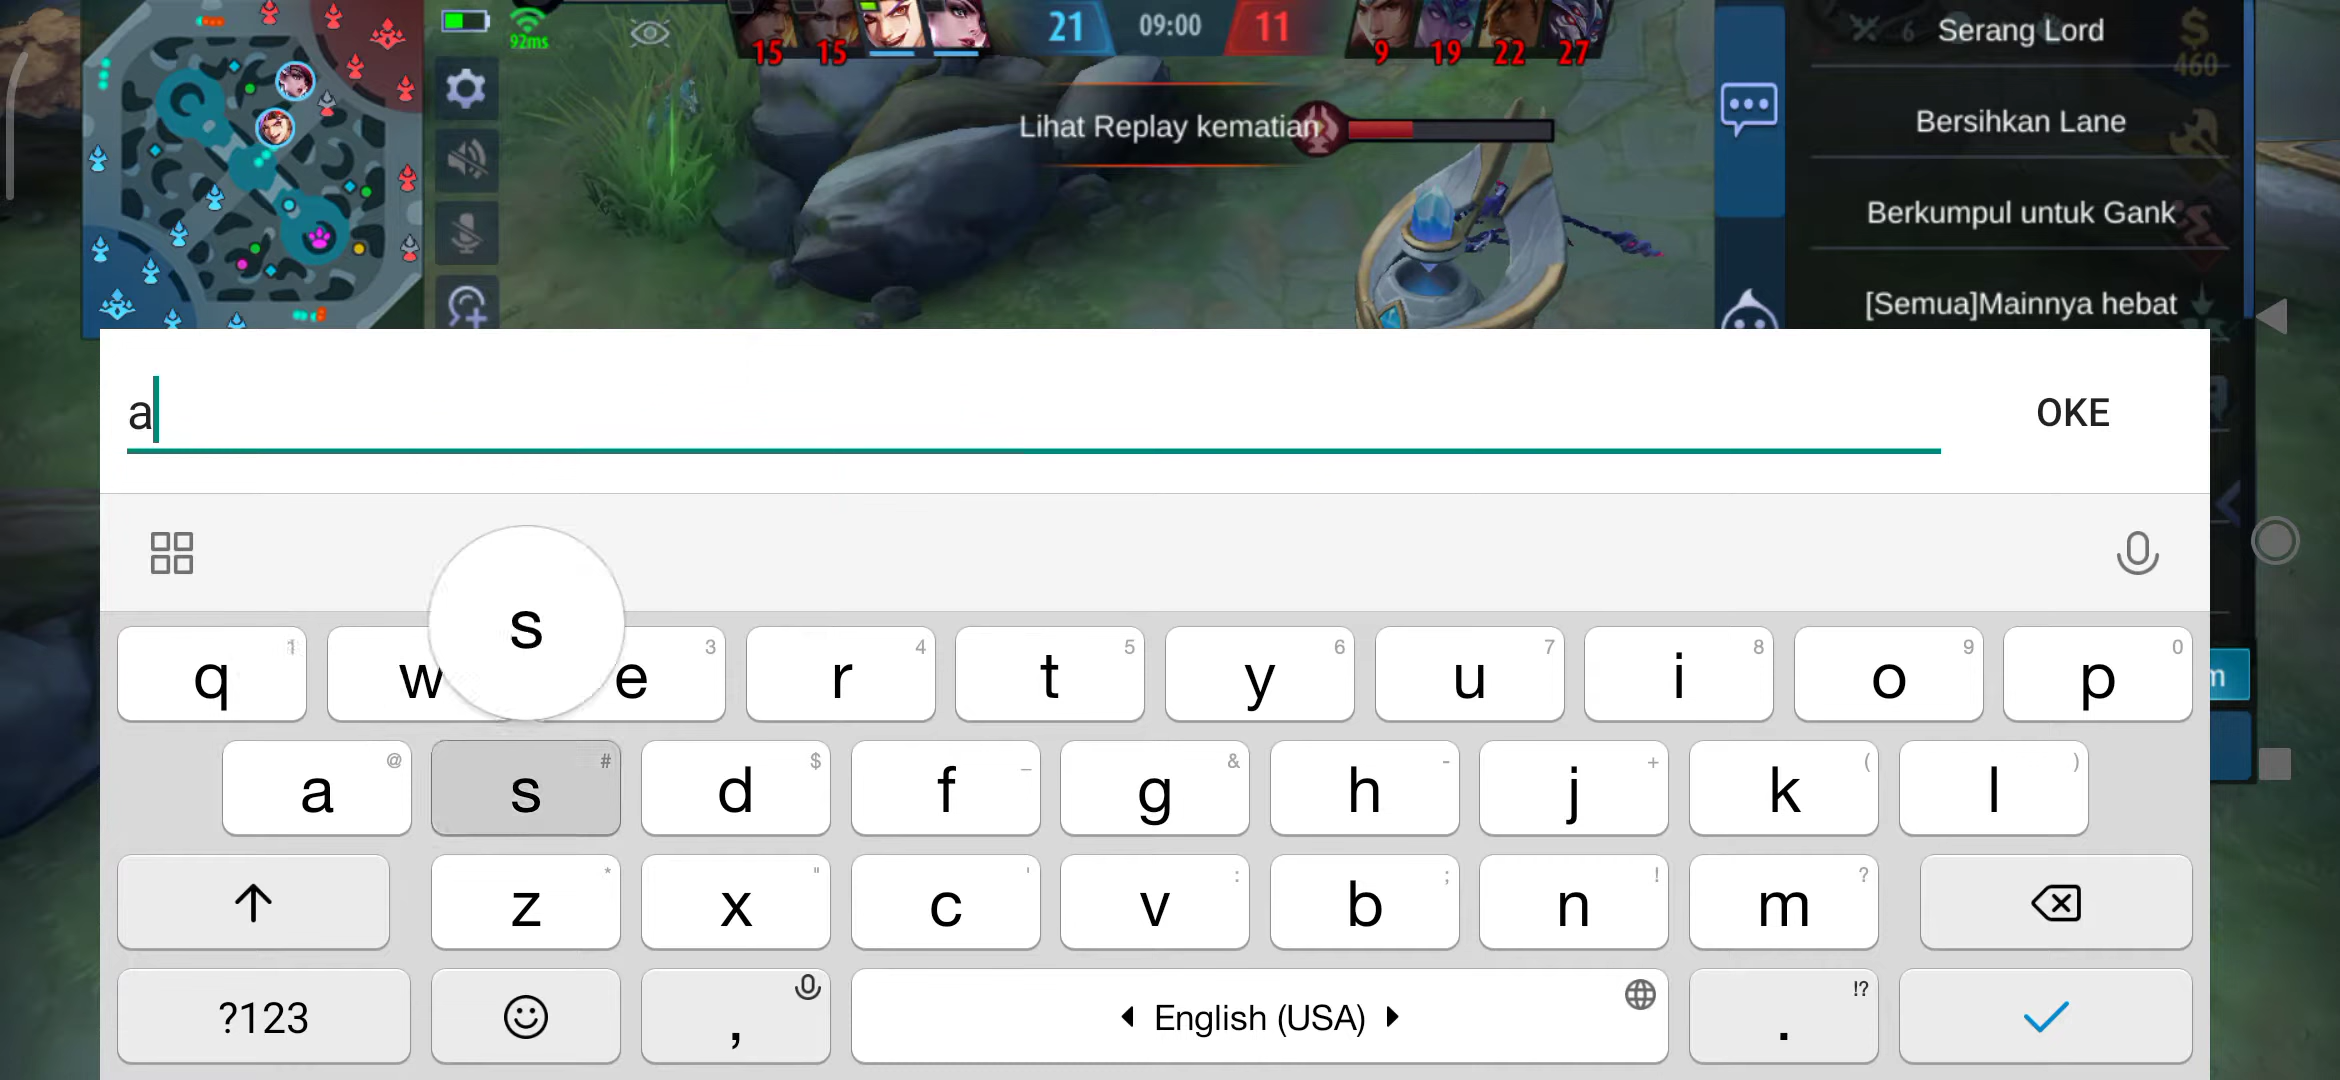 92ms
15 15
21 09:00 11
9 19 22 27
6
460
Serang Lord
Bersihkan Lane
Berkumpul untuk Gank
[Semua]Mainnya hebat
Lihat Replay kematian
a
OKE
s
q 1 w e 3 r 4 t 5 y 6 u 7 i 8 o 9 p 0
a @ s # d $ f _ g & h - j + k ( l )
z * x " c ' v : b ; n ! m ?
?123 , English (USA) . !?
m